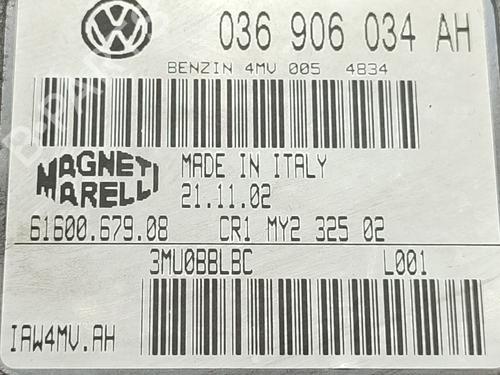 036 906 034 AH
BENZIN 4MV 005 4834
MAGNETI MARELLI
MADE IN ITALY
21.11.02
61600.679.08 CR1 MY2 325 02
3MU0BBLBC L001
IAW4MV.AH